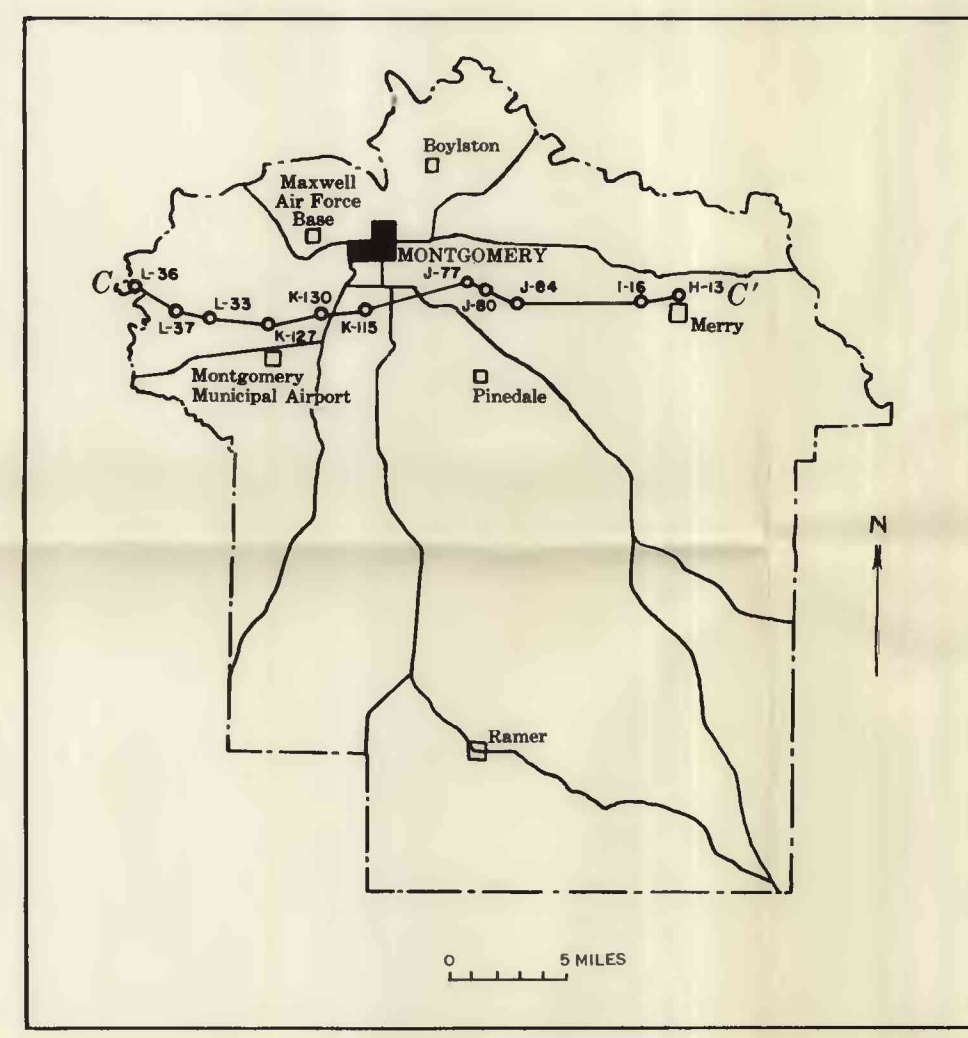 Boylston
Maxwell
Air Force
Base
MONTGOMERY
C
L-36
L-37
L-33
K-127
K-130
K-115
J-77
J-80
J-84
I-16
H-13
C'
Merry
Montgomery
Municipal Airport
Pinedale
N
Ramer
0 5 MILES